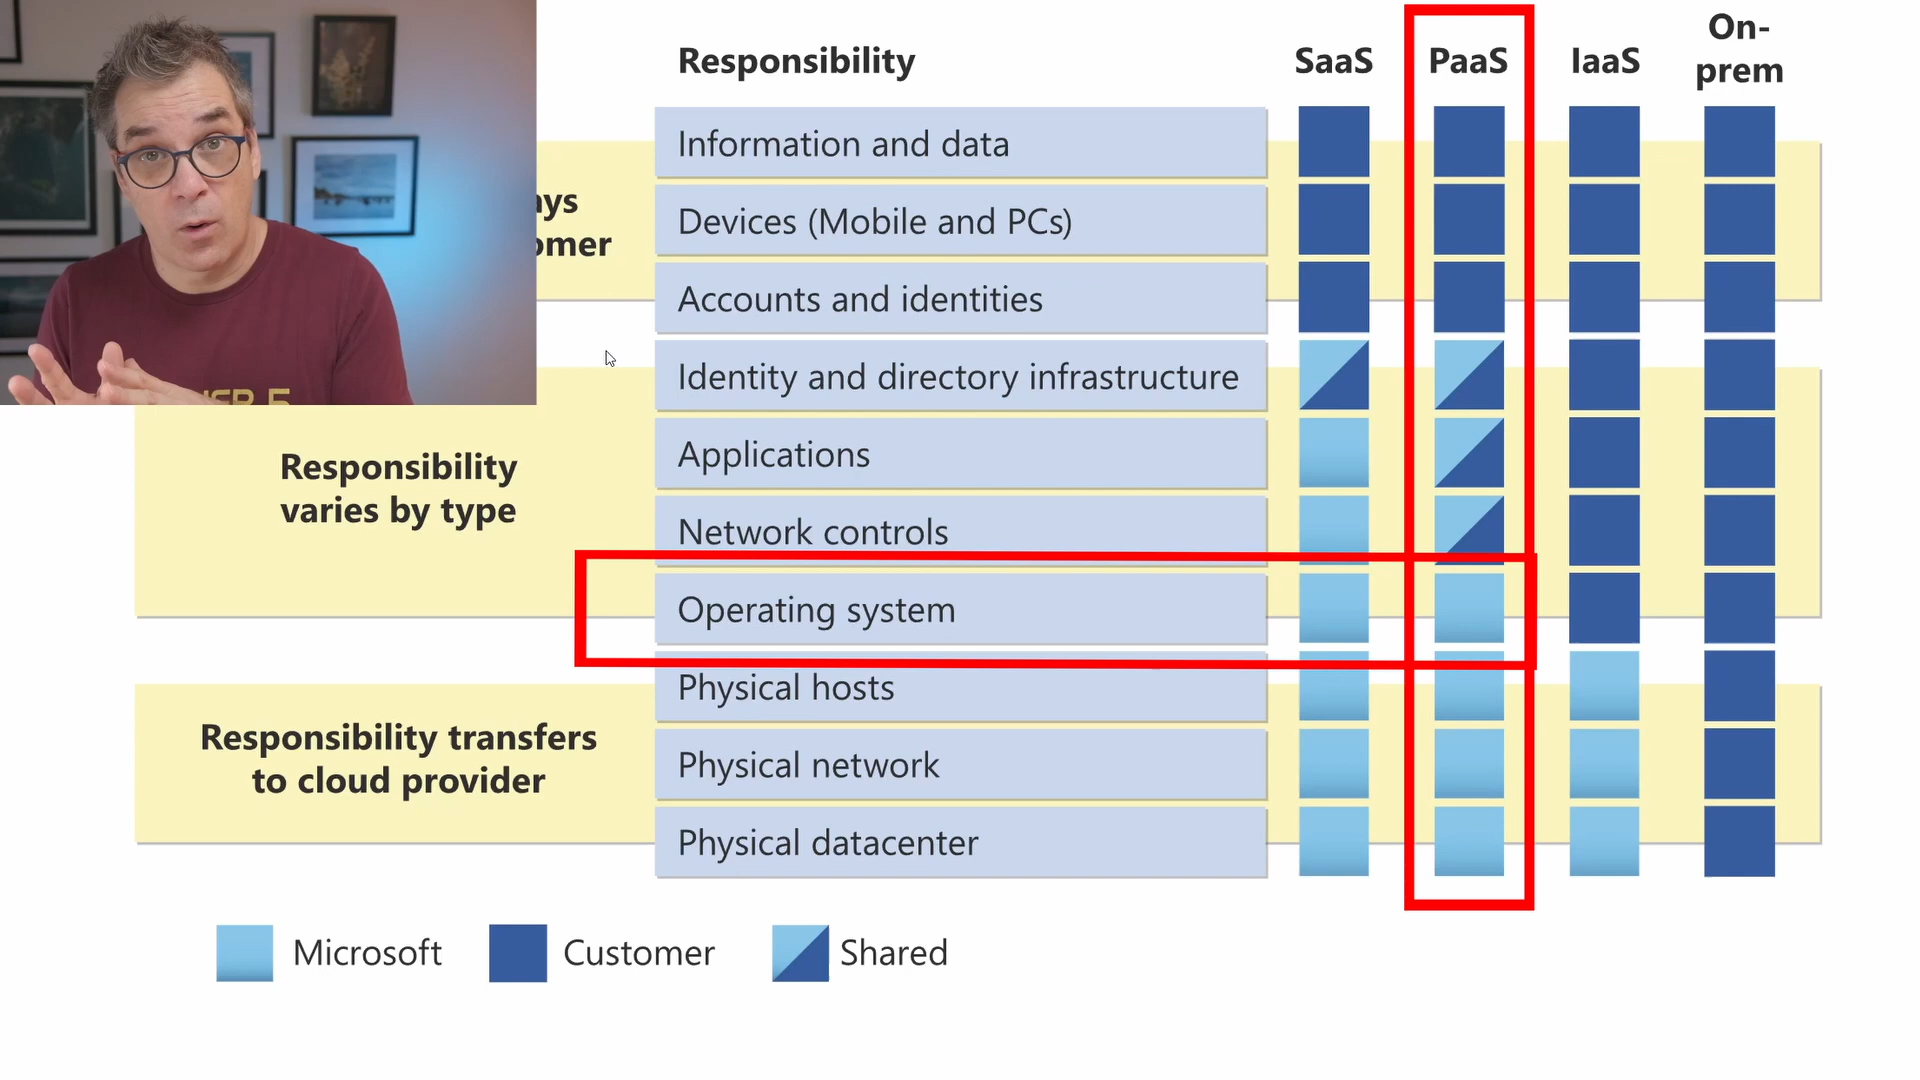 Responsibility
SaaS
PaaS
IaaS
On-
prem
Information and data
Devices (Mobile and PCs)
Accounts and identities
Identity and directory infrastructure
Applications
Network controls
Operating system
Physical hosts
Physical network
Physical datacenter
Responsibility
varies by type
Responsibility transfers
to cloud provider
Microsoft
Customer
Shared